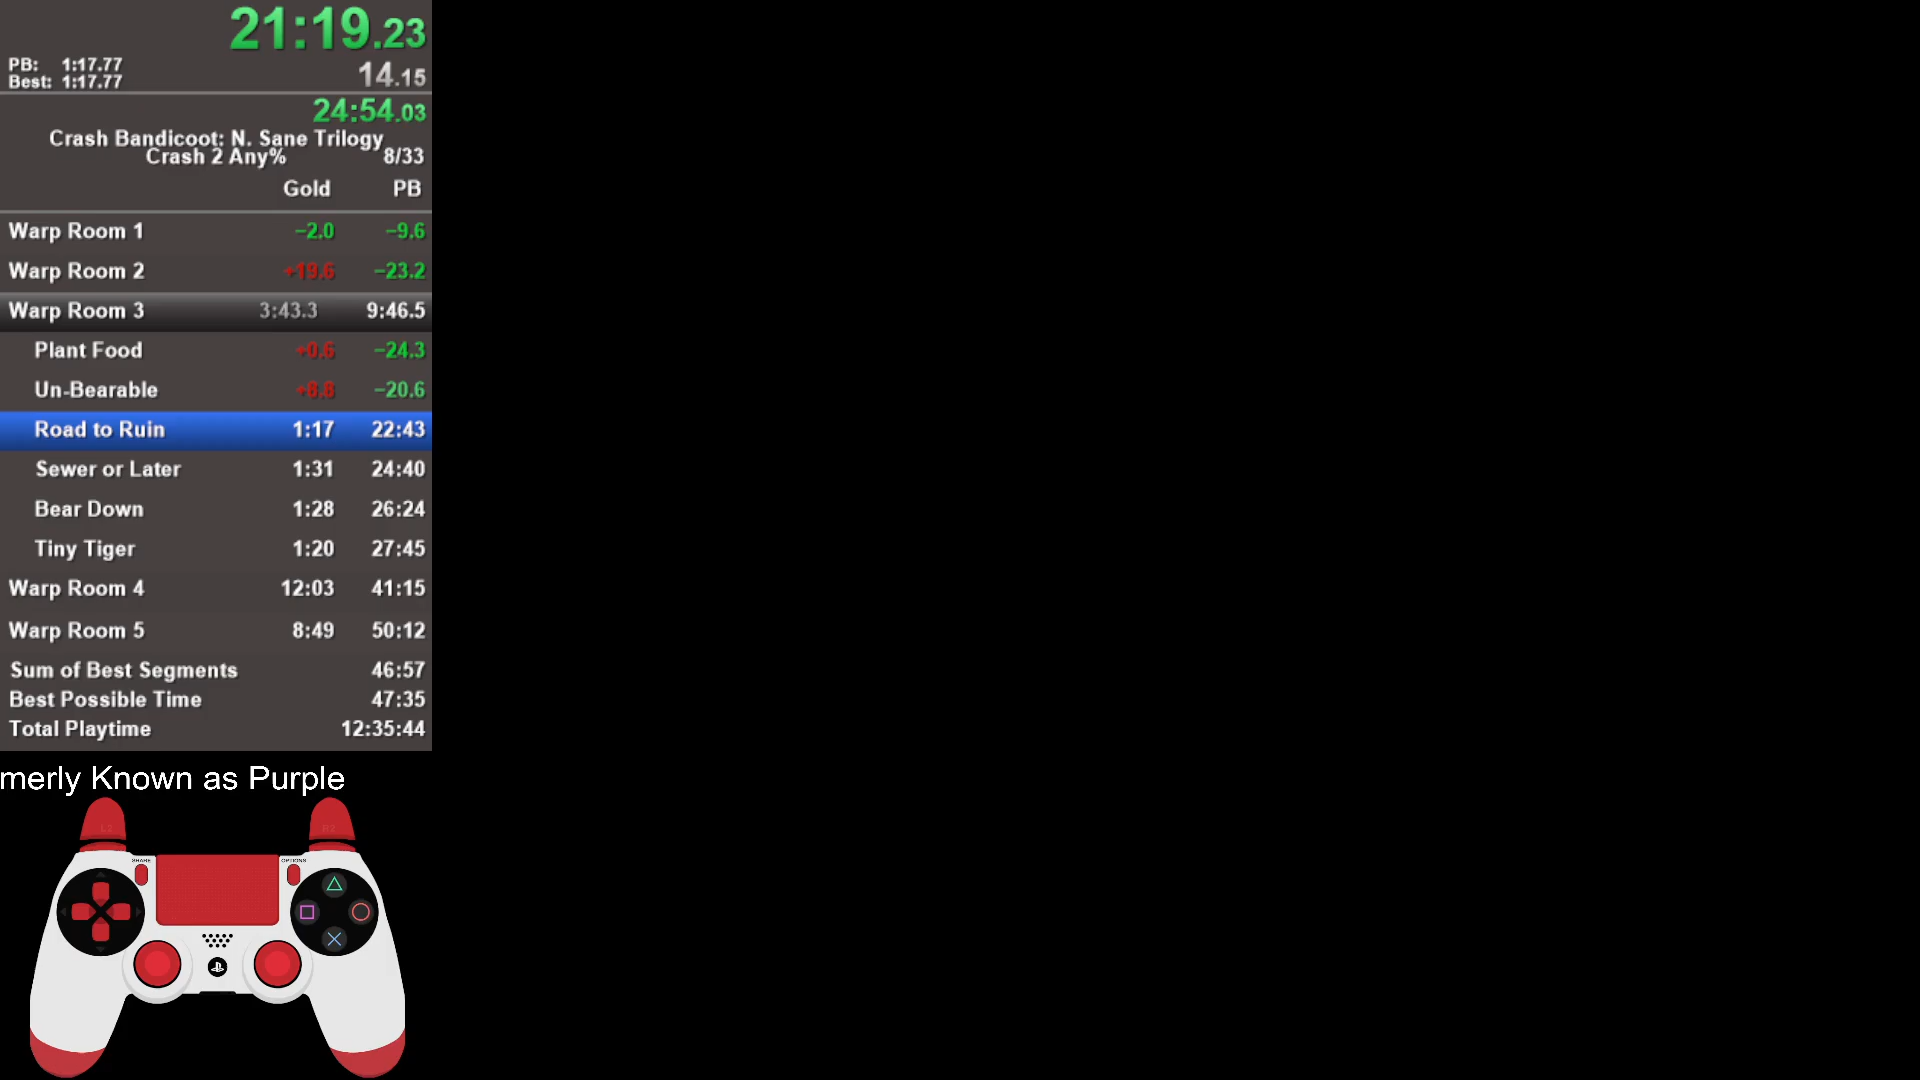 21:19.23
PB: 1:17.77
Best: 1:17.77
14.15
24:54.03
Crash Bandicoot: N. Sane Trilogy
Crash 2 Any% 8/33
Gold PB
Warp Room 1 −2.0 −9.6
Warp Room 2 +19.6 −23.2
Warp Room 3 3:43.3 9:46.5
Plant Food +0.6 −24.3
Un-Bearable −20.6
Road to Ruin 1:17 22:43
Sewer or Later 1:31 24:40
Bear Down 1:28 26:24
Tiny Tiger 1:20 27:45
Warp Room 4 12:03 41:15
Warp Room 5 8:49 50:12
Sum of Best Segments 46:57
Best Possible Time 47:35
Total Playtime 12:35:44
merly Known as Purple
L2 R2
SHARE OPTIONS